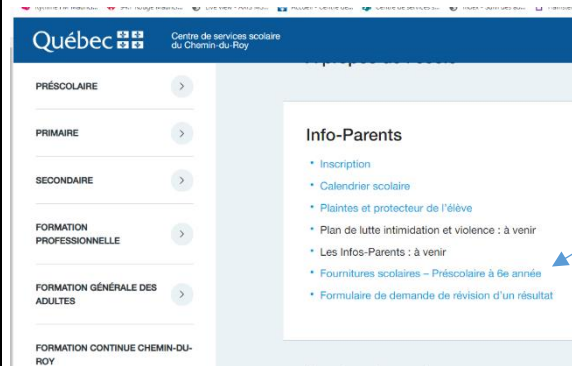 Québec
Centre de services scolaire
du Chemin-du-Roy
PRÉSCOLAIRE
PRIMAIRE
SECONDAIRE
FORMATION
PROFESSIONNELLE
FORMATION GÉNÉRALE DES
ADULTES
FORMATION CONTINUE CHEMIN-DU-
ROY
Info-Parents
• Inscription
• Calendrier scolaire
• Plaintes et protecteur de l'élève
• Plan de lutte intimidation et violence : à venir
• Les Infos-Parents : à venir
• Fournitures scolaires – Préscolaire à 6e année
• Formulaire de demande de révision d'un résultat